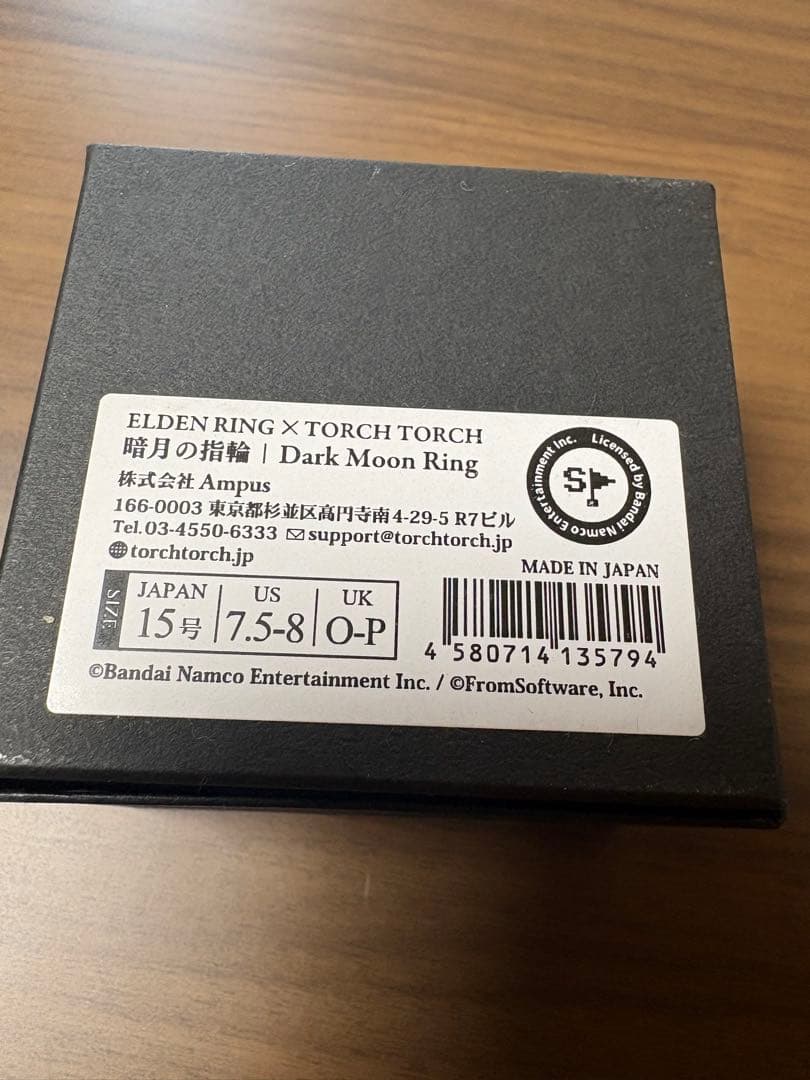 ELDEN RING × TORCH TORCH
暗月の指輪 | Dark Moon Ring
株式会社 Ampus
166-0003 東京都杉並区高円寺南4-29-5 R7ビル
Tel.03-4550-6333 support@torchtorch.jp
torchtorch.jp
Licensed by Bandai Namco Entertainment Inc.
S
MADE IN JAPAN
SIZE
JAPAN US UK
15号 7.5-8 O-P
4 580714 135794
©Bandai Namco Entertainment Inc. / ©FromSoftware, Inc.